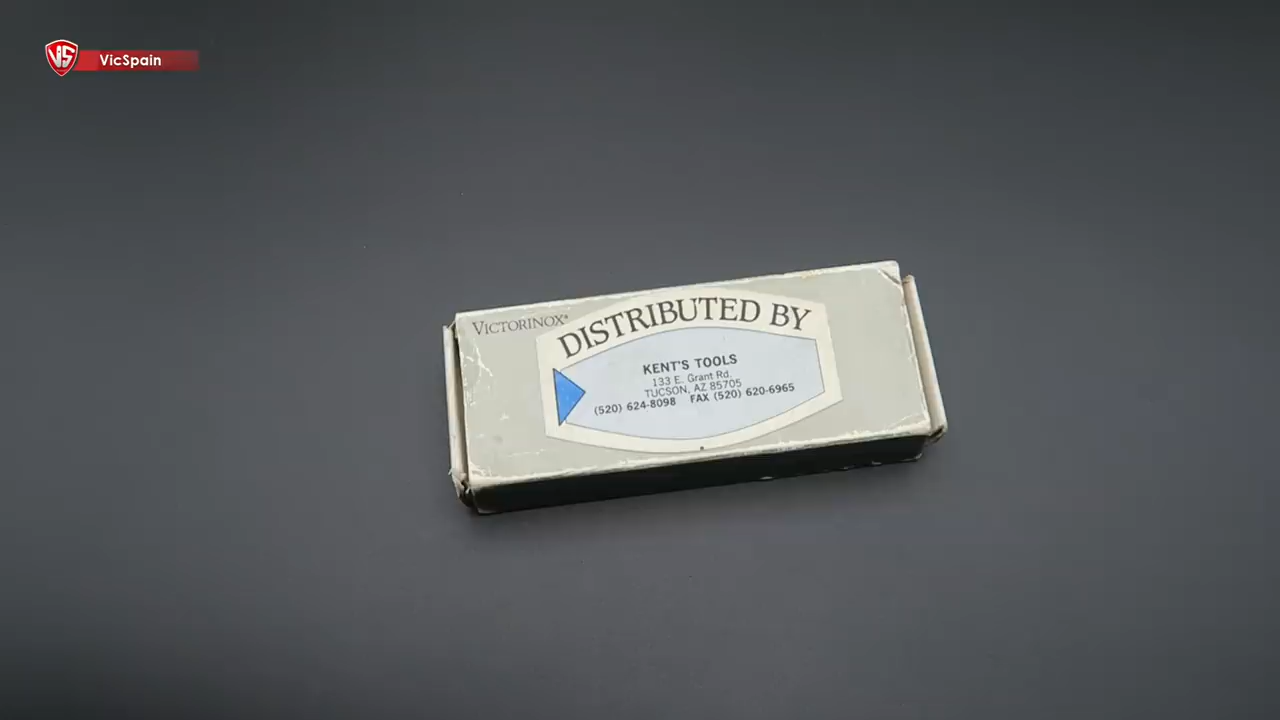 VS VicSpain
VICTORINOX®
DISTRIBUTED BY
KENT'S TOOLS
133 E. Grant Rd.
TUCSON, AZ 85705
(520) 624-8098 FAX (520) 620-6965